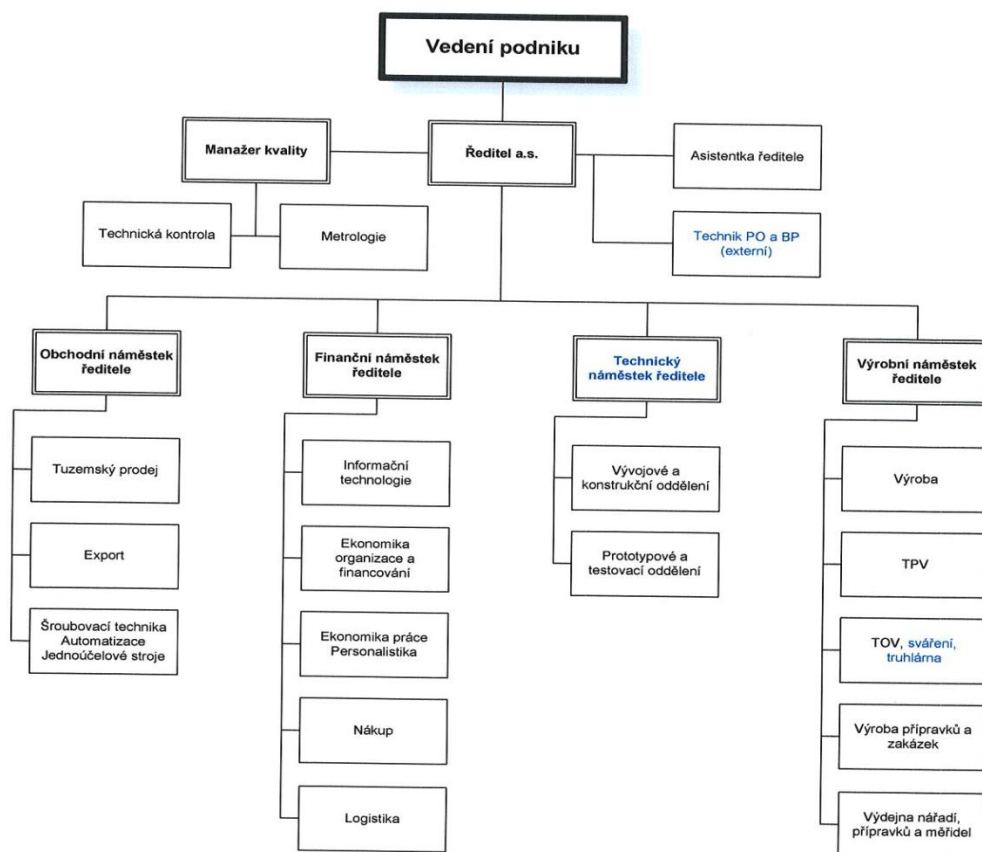 Vedení podniku
Manažer kvality
Ředitel a.s.
Asistentka ředitele
Technická kontrola
Metrologie
Technik PO a BP
(externí)
Obchodní náměstek
ředitele
Finanční náměstek
ředitele
Technický
náměstek ředitele
Výrobní náměstek
ředitele
Tuzemský prodej
Export
Šroubovací technika
Automatizace
Jednoúčelové stroje
Informační
technologie
Ekonomika
organizace a
financování
Ekonomika práce
Personalistika
Nákup
Logistika
Vývojové a
konstrukční oddělení
Prototypové a
testovací oddělení
Výroba
TPV
TOV, sváření,
truhlárna
Výroba přípravků a
zakázek
Výdejna nářadí,
přípravků a měřidel